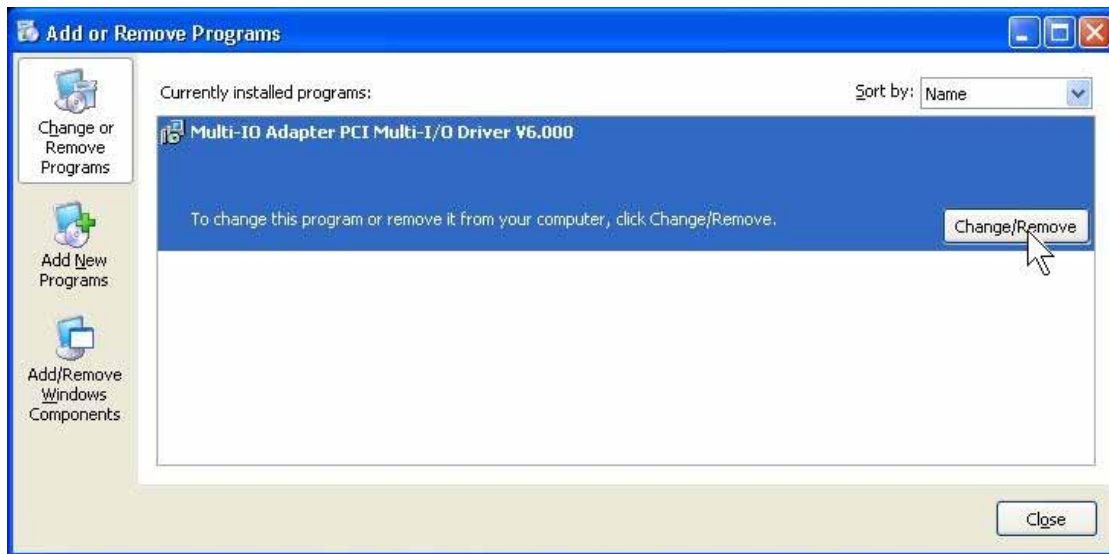 Add or Remove Programs
Change or
Remove
Programs
Add New
Programs
Add/Remove
Windows
Components
Currently installed programs:
Sort by:
Name
Multi-IO Adapter PCI Multi-I/O Driver V6.000
To change this program or remove it from your computer, click Change/Remove.
Change/Remove
Close